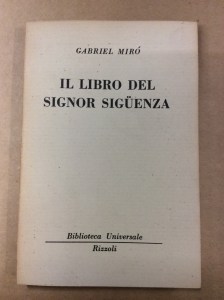 GABRIEL MIRÓ
IL LIBRO DEL
SIGNOR SIGÜENZA
Biblioteca Universale
Rizzoli